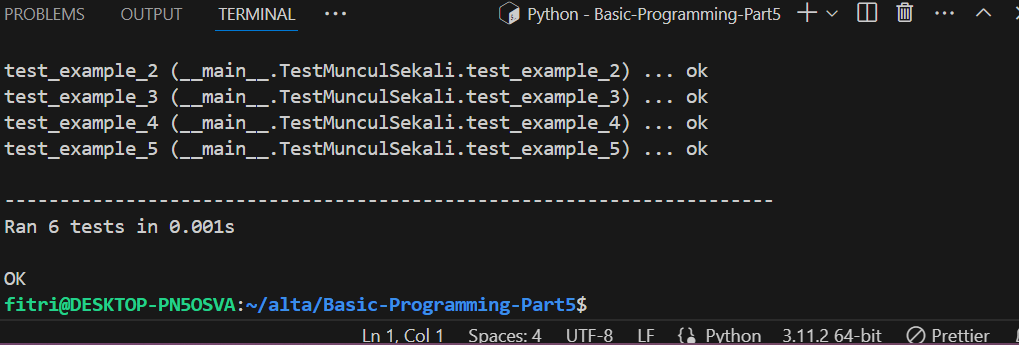 PROBLEMS OUTPUT TERMINAL ··· Python - Basic-Programming-Part5 ···
test_example_2 (__main__.TestMunculSekali.test_example_2) ... ok
test_example_3 (__main__.TestMunculSekali.test_example_3) ... ok
test_example_4 (__main__.TestMunculSekali.test_example_4) ... ok
test_example_5 (__main__.TestMunculSekali.test_example_5) ... ok
----------------------------------------------------------------------
Ran 6 tests in 0.001s
OK
fitri@DESKTOP-PN5OSVA:~/alta/Basic-Programming-Part5$
Ln 1, Col 1 Spaces: 4 UTF-8 LF Python 3.11.2 64-bit Prettier